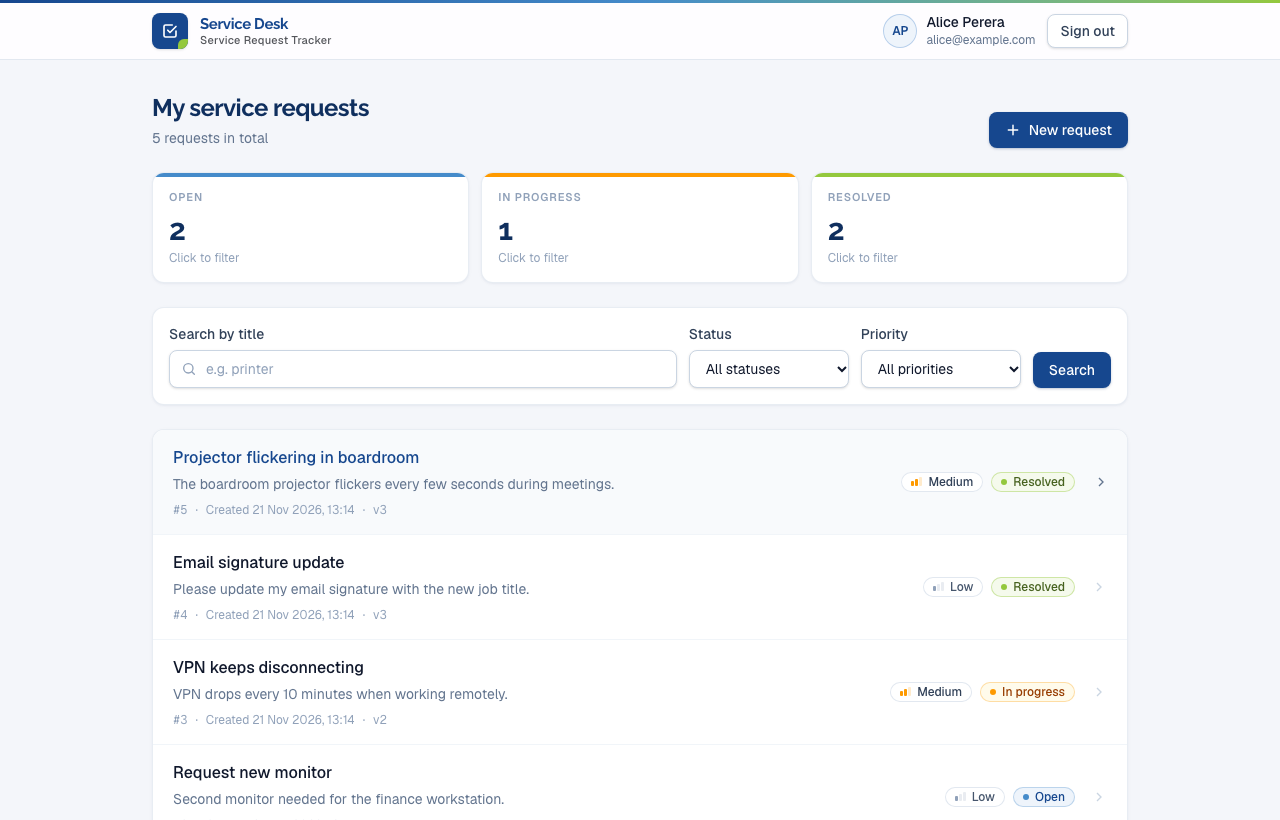 Service Desk
Service Request Tracker
AP
Alice Perera
alice@example.com
Sign out
My service requests
5 requests in total
New request
OPEN
2
Click to filter
IN PROGRESS
1
Click to filter
RESOLVED
2
Click to filter
Search by title
e.g. printer
Status
All statuses
Priority
All priorities
Search
Projector flickering in boardroom
The boardroom projector flickers every few seconds during meetings.
#5 · Created 21 Nov 2026, 13:14 · v3
Medium
Resolved
Email signature update
Please update my email signature with the new job title.
#4 · Created 21 Nov 2026, 13:14 · v3
Low
Resolved
VPN keeps disconnecting
VPN drops every 10 minutes when working remotely.
#3 · Created 21 Nov 2026, 13:14 · v2
Medium
In progress
Request new monitor
Second monitor needed for the finance workstation.
Low
Open